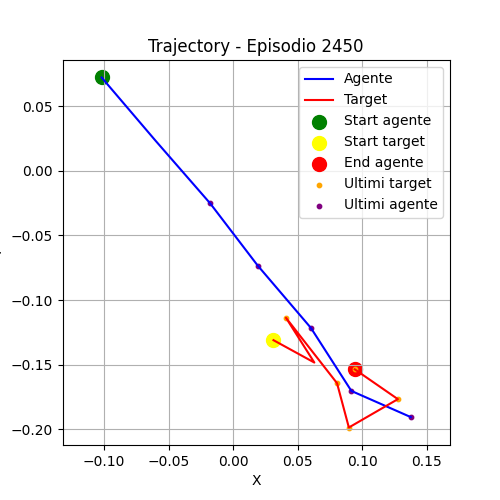 Trajectory - Episodio 2450
Agente
Target
Start agente
Start target
End agente
Ultimi target
Ultimi agente
0.05
0.00
−0.05
−0.10
−0.15
−0.20
−0.10
−0.05
0.00
0.05
0.10
0.15
X